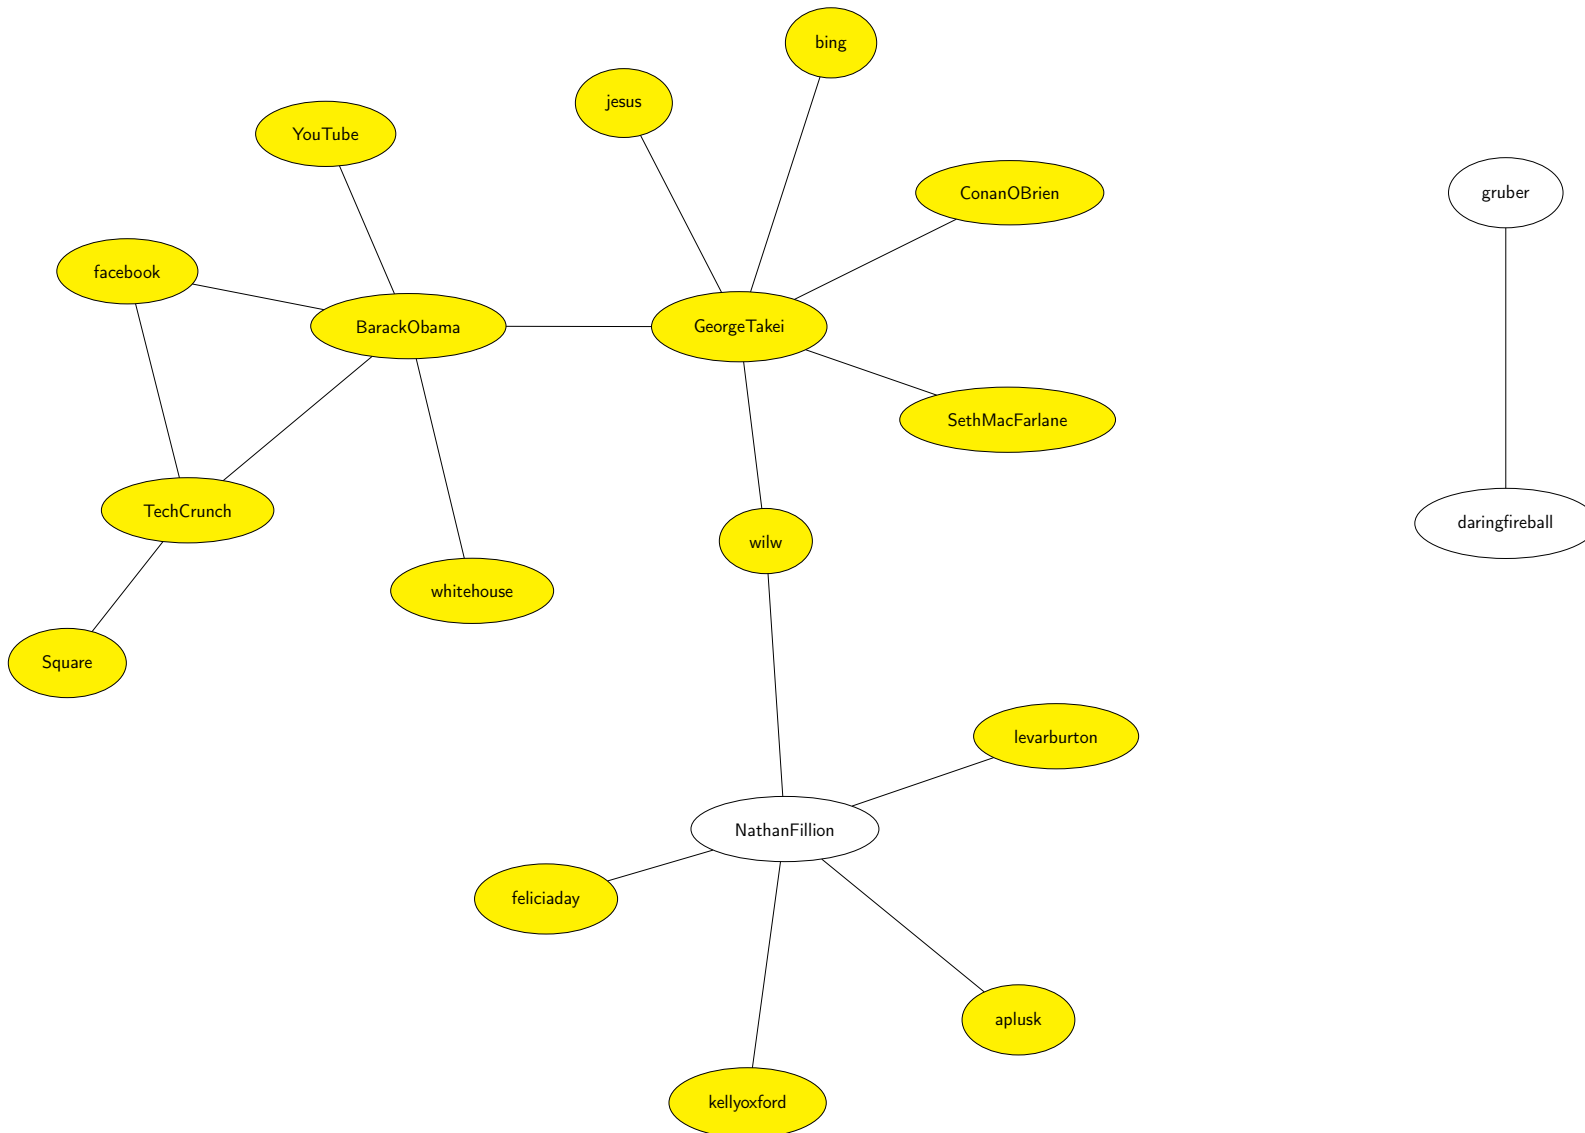 bing
jesus
YouTube
ConanOBrien
gruber
facebook
BarackObama
GeorgeTakei
SethMacFarlane
TechCrunch
daringfireball
wilw
whitehouse
Square
levarburton
NathanFillion
feliciaday
aplusk
kellyoxford